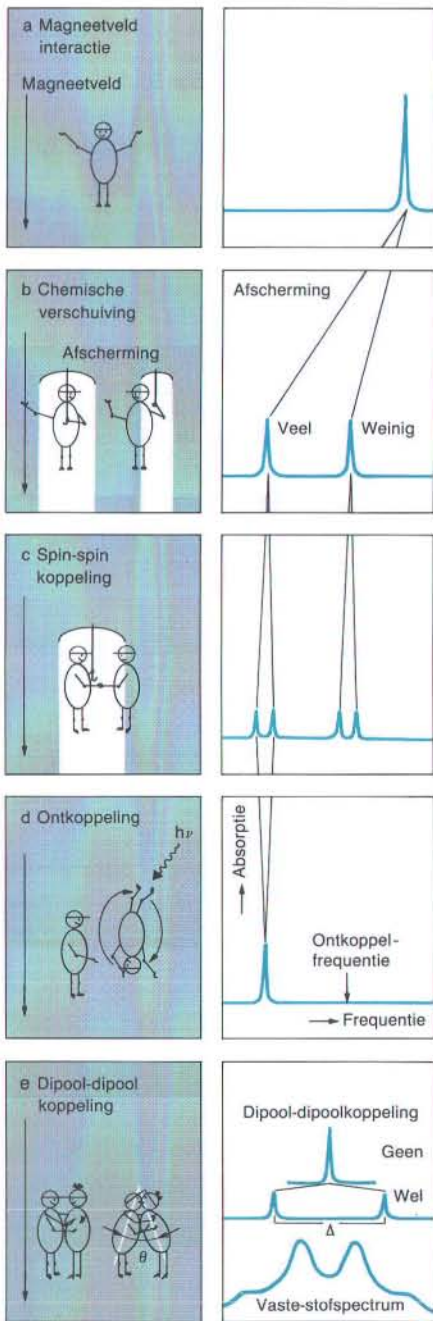 a Magneetveld
interactie
Magneetveld
b Chemische
verschuiving
Afscherming
Afscherming
Veel
Weinig
c Spin-spin
koppeling
d Ontkoppeling
hν
Absorptie
Ontkoppel-
frequentie
Frequentie
e Dipool-dipool
koppeling
θ
Dipool-dipoolkoppeling
Geen
Wel
Δ
Vaste-stofspectrum